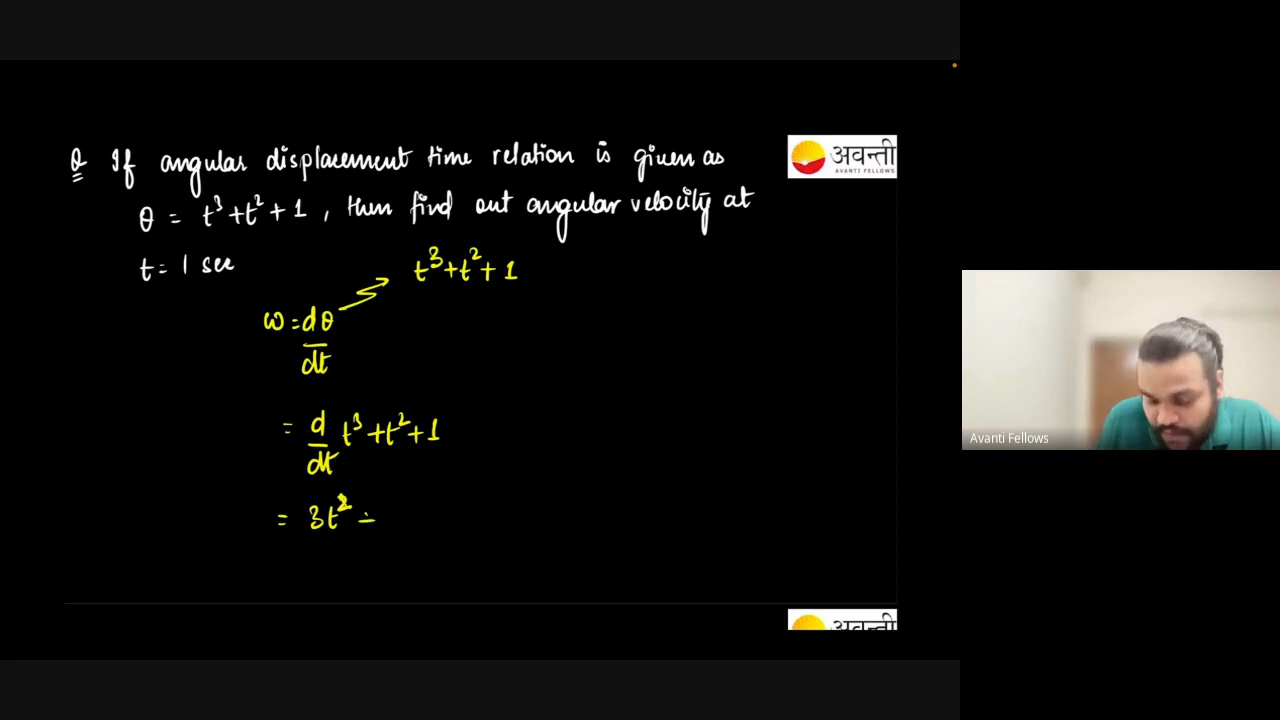 Q If angular displacement time relation is given as
θ = t³+t²+1, then find out angular velocity at
t = 1 sec
t³+t²+1
ω = dθ
dt
= d t³+t²+1
dt
= 3t² -
अवन्ती
AVANTI FELLOWS
Avanti Fellows